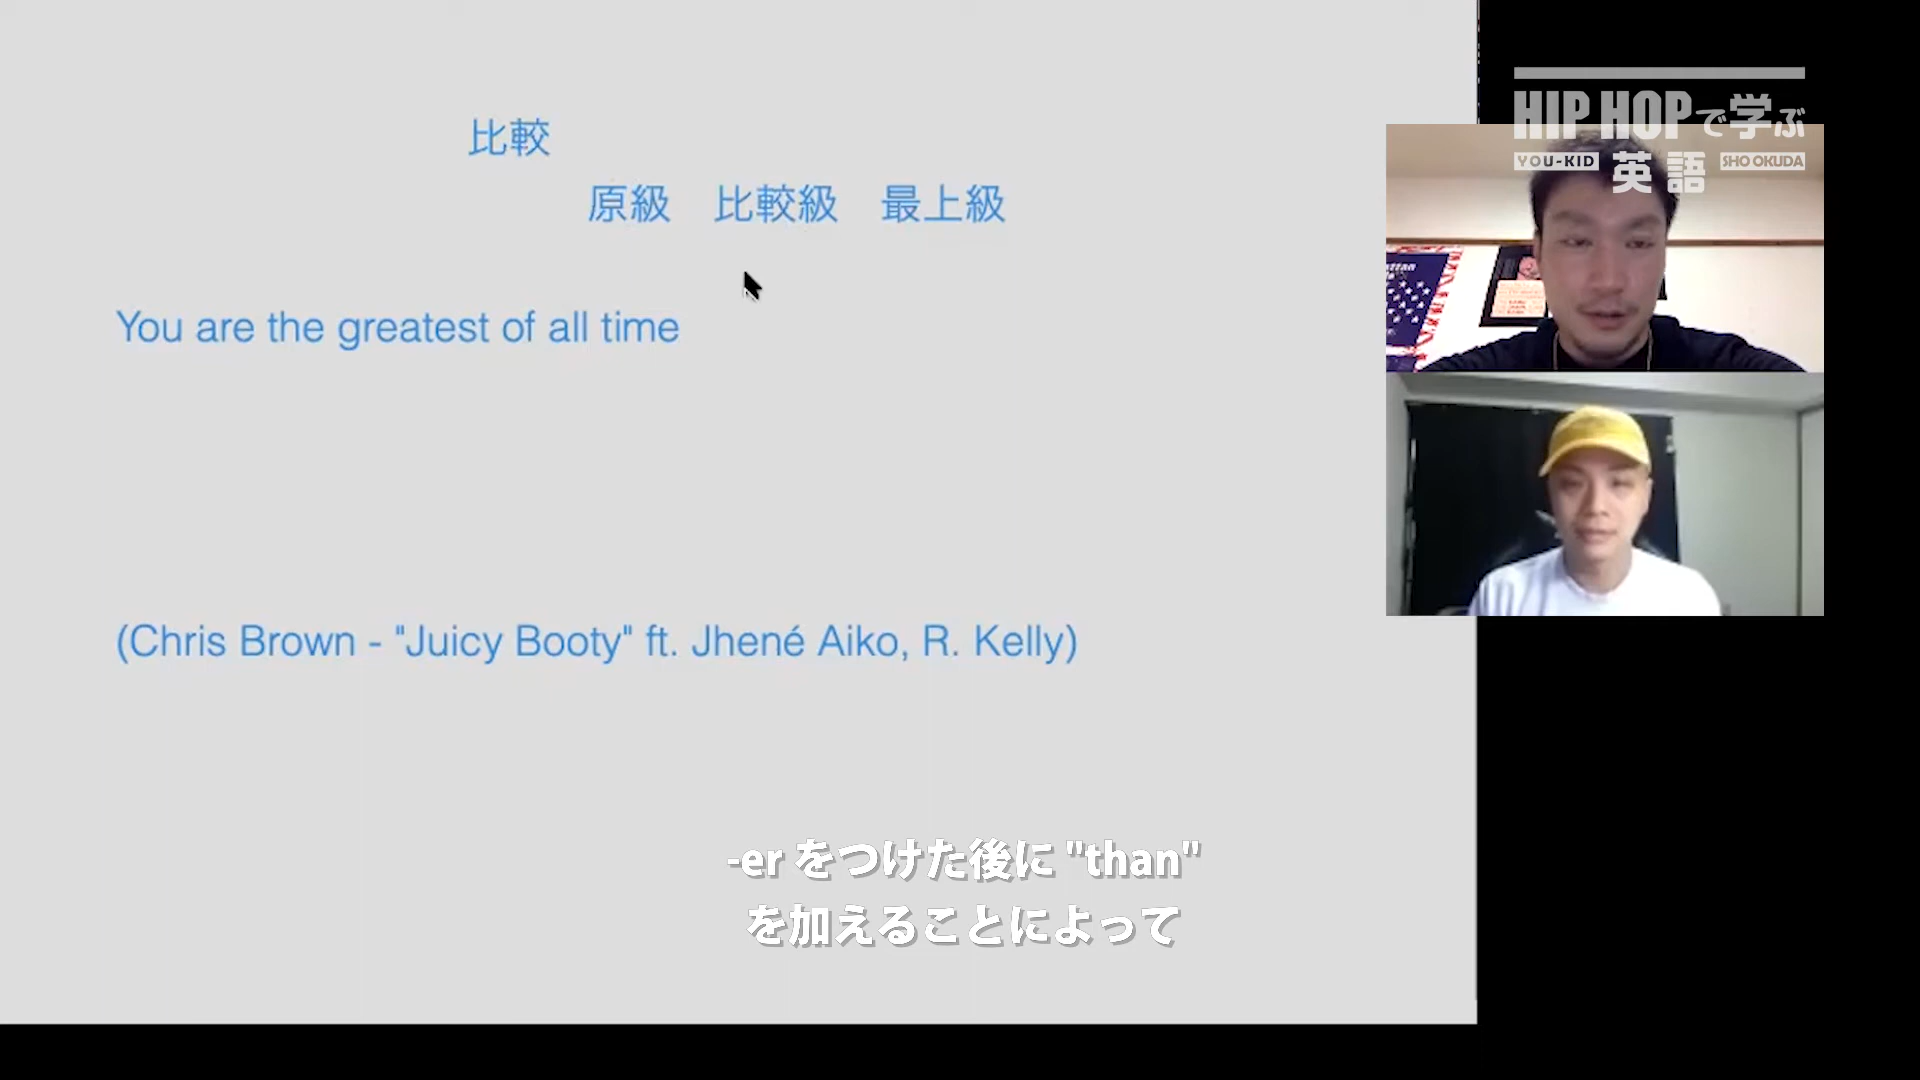 比較
原級 比較級 最上級
You are the greatest of all time
(Chris Brown - "Juicy Booty" ft. Jhené Aiko, R. Kelly)
HIP HOPで学ぶ
YOU-KID 英語 SHO OKUDA
-er をつけた後に "than"
を加えることによって